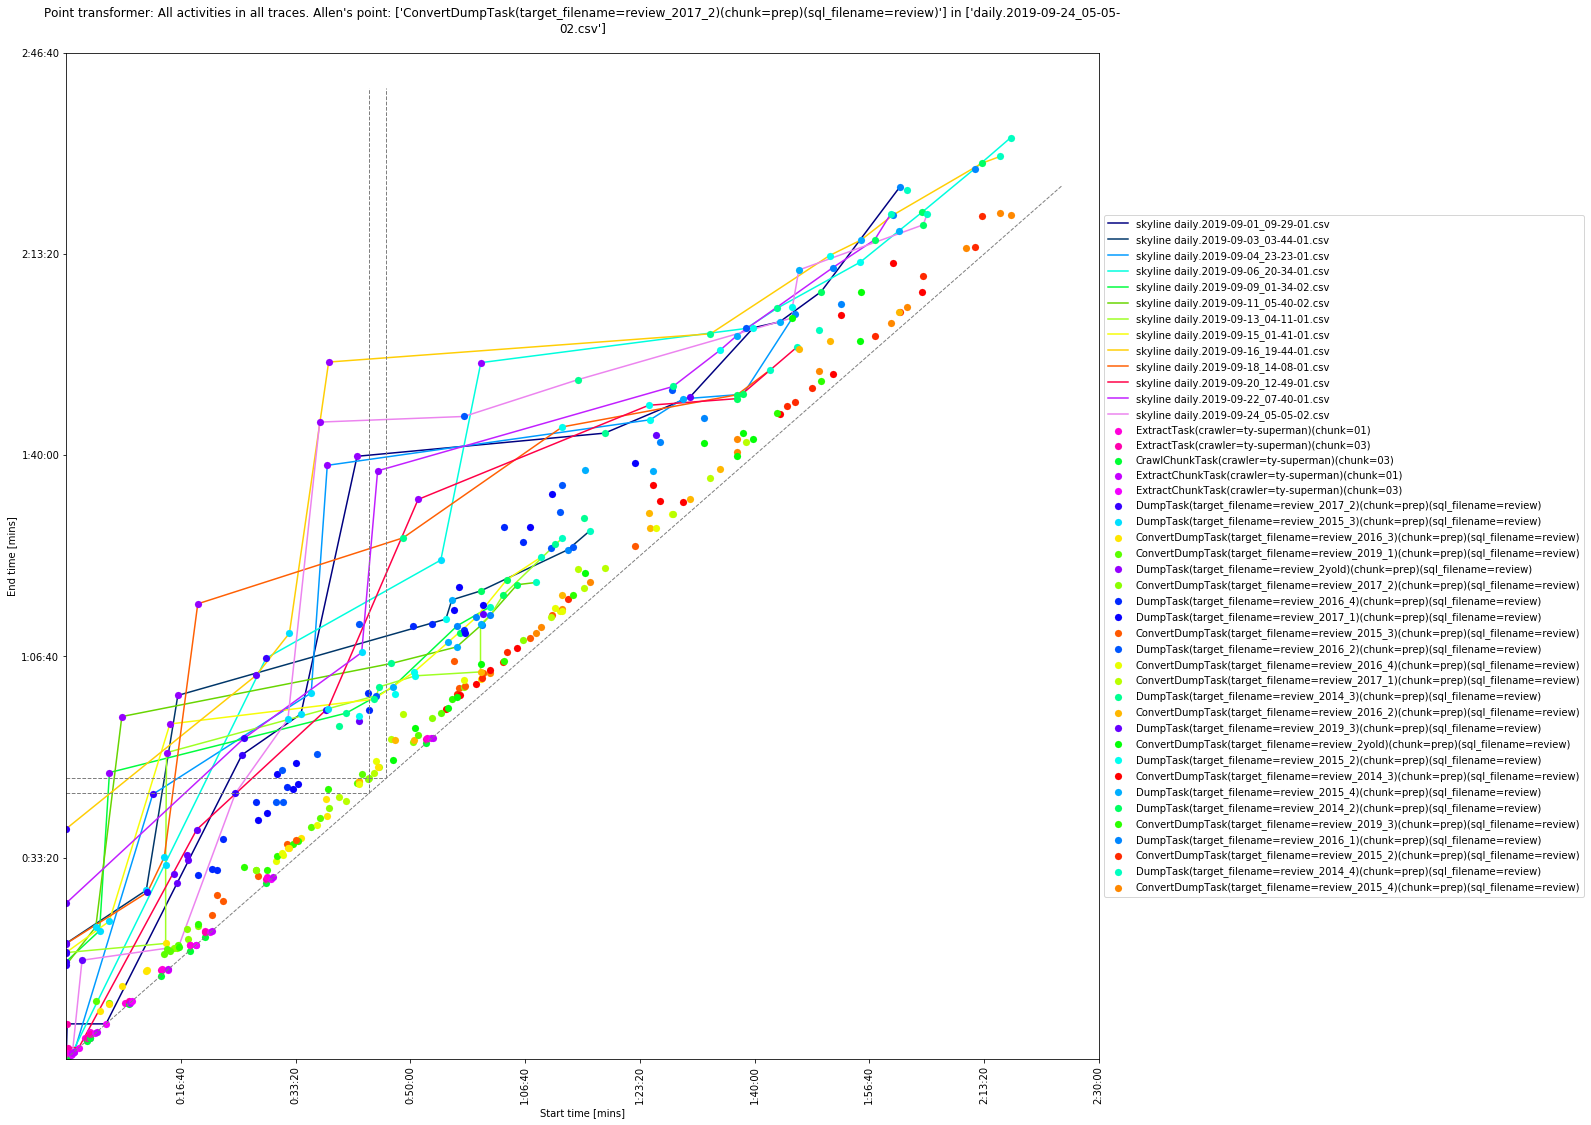 Point transformer: All activities in all traces. Allen's point: ['ConvertDumpTask(target_filename=review_2017_2)(chunk=prep)(sql_filename=review)'] in ['daily.2019-09-24_05-05-
02.csv']
2:46:40
2:13:20
1:40:00
1:06:40
0:33:20
End time [mins]
0:16:40
0:33:20
0:50:00
1:06:40
1:23:20
1:40:00
1:56:40
2:13:20
2:30:00
Start time [mins]
skyline daily.2019-09-01_09-29-01.csv
skyline daily.2019-09-03_03-44-01.csv
skyline daily.2019-09-04_23-23-01.csv
skyline daily.2019-09-06_20-34-01.csv
skyline daily.2019-09-09_01-34-02.csv
skyline daily.2019-09-11_05-40-02.csv
skyline daily.2019-09-13_04-11-01.csv
skyline daily.2019-09-15_01-41-01.csv
skyline daily.2019-09-16_19-44-01.csv
skyline daily.2019-09-18_14-08-01.csv
skyline daily.2019-09-20_12-49-01.csv
skyline daily.2019-09-22_07-40-01.csv
skyline daily.2019-09-24_05-05-02.csv
ExtractTask(crawler=ty-superman)(chunk=01)
ExtractTask(crawler=ty-superman)(chunk=03)
CrawlChunkTask(crawler=ty-superman)(chunk=03)
ExtractChunkTask(crawler=ty-superman)(chunk=01)
ExtractChunkTask(crawler=ty-superman)(chunk=03)
DumpTask(target_filename=review_2017_2)(chunk=prep)(sql_filename=review)
DumpTask(target_filename=review_2015_3)(chunk=prep)(sql_filename=review)
ConvertDumpTask(target_filename=review_2016_3)(chunk=prep)(sql_filename=review)
ConvertDumpTask(target_filename=review_2019_1)(chunk=prep)(sql_filename=review)
DumpTask(target_filename=review_2yold)(chunk=prep)(sql_filename=review)
ConvertDumpTask(target_filename=review_2017_2)(chunk=prep)(sql_filename=review)
DumpTask(target_filename=review_2016_4)(chunk=prep)(sql_filename=review)
DumpTask(target_filename=review_2017_1)(chunk=prep)(sql_filename=review)
ConvertDumpTask(target_filename=review_2015_3)(chunk=prep)(sql_filename=review)
DumpTask(target_filename=review_2016_2)(chunk=prep)(sql_filename=review)
ConvertDumpTask(target_filename=review_2016_4)(chunk=prep)(sql_filename=review)
ConvertDumpTask(target_filename=review_2017_1)(chunk=prep)(sql_filename=review)
DumpTask(target_filename=review_2014_3)(chunk=prep)(sql_filename=review)
ConvertDumpTask(target_filename=review_2016_2)(chunk=prep)(sql_filename=review)
DumpTask(target_filename=review_2019_3)(chunk=prep)(sql_filename=review)
ConvertDumpTask(target_filename=review_2yold)(chunk=prep)(sql_filename=review)
DumpTask(target_filename=review_2015_2)(chunk=prep)(sql_filename=review)
ConvertDumpTask(target_filename=review_2014_3)(chunk=prep)(sql_filename=review)
DumpTask(target_filename=review_2015_4)(chunk=prep)(sql_filename=review)
DumpTask(target_filename=review_2014_2)(chunk=prep)(sql_filename=review)
ConvertDumpTask(target_filename=review_2019_3)(chunk=prep)(sql_filename=review)
DumpTask(target_filename=review_2016_1)(chunk=prep)(sql_filename=review)
ConvertDumpTask(target_filename=review_2015_2)(chunk=prep)(sql_filename=review)
DumpTask(target_filename=review_2014_4)(chunk=prep)(sql_filename=review)
ConvertDumpTask(target_filename=review_2015_4)(chunk=prep)(sql_filename=review)